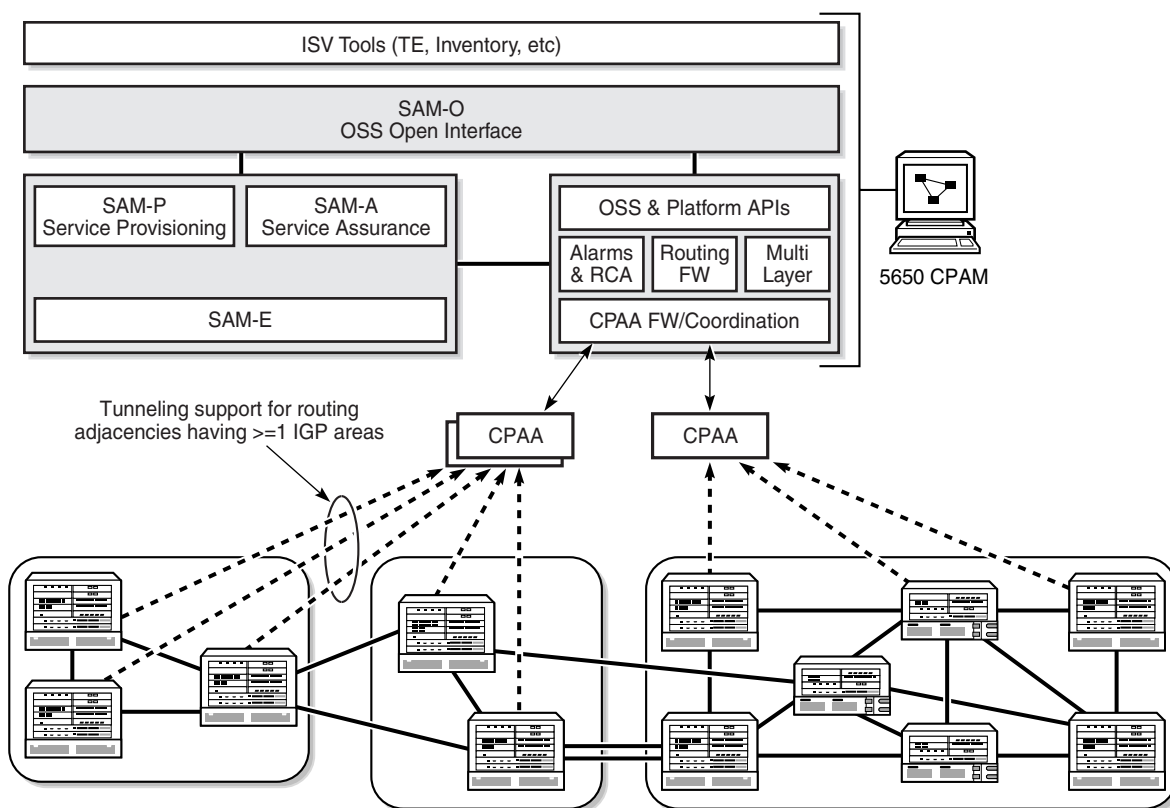 ISV Tools (TE, Inventory, etc)
SAM-O
OSS Open Interface
SAM-P
Service Provisioning
SAM-A
Service Assurance
SAM-E
OSS & Platform APIs
Alarms
& RCA
Routing
FW
Multi
Layer
CPAA FW/Coordination
5650 CPAM
Tunneling support for routing
adjacencies having >=1 IGP areas
CPAA
CPAA